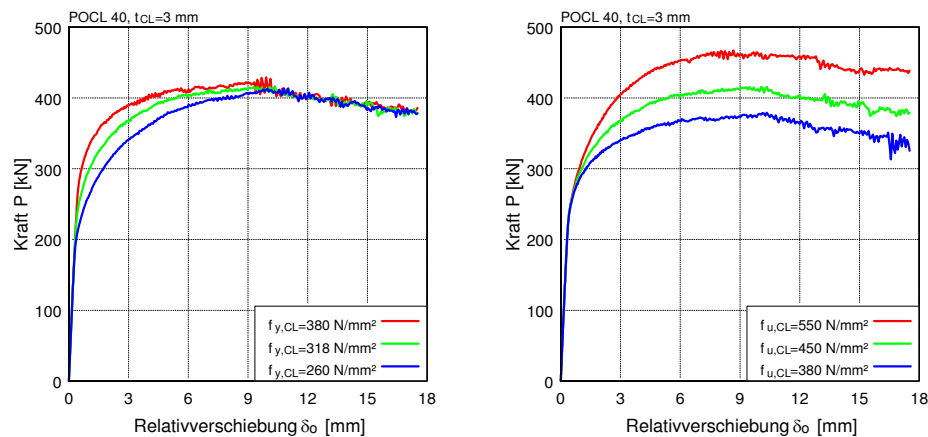 POCL 40, tCL=3 mm
500
400
300
200
100
0
Kraft P [kN]
f y,CL=380 N/mm²
f y,CL=318 N/mm²
f y,CL=260 N/mm²
0 3 6 9 12 15 18
Relativverschiebung δo [mm]
POCL 40, tCL=3 mm
500
400
300
200
100
0
Kraft P [kN]
f u,CL=550 N/mm²
f u,CL=450 N/mm²
f u,CL=380 N/mm²
0 3 6 9 12 15 18
Relativverschiebung δo [mm]